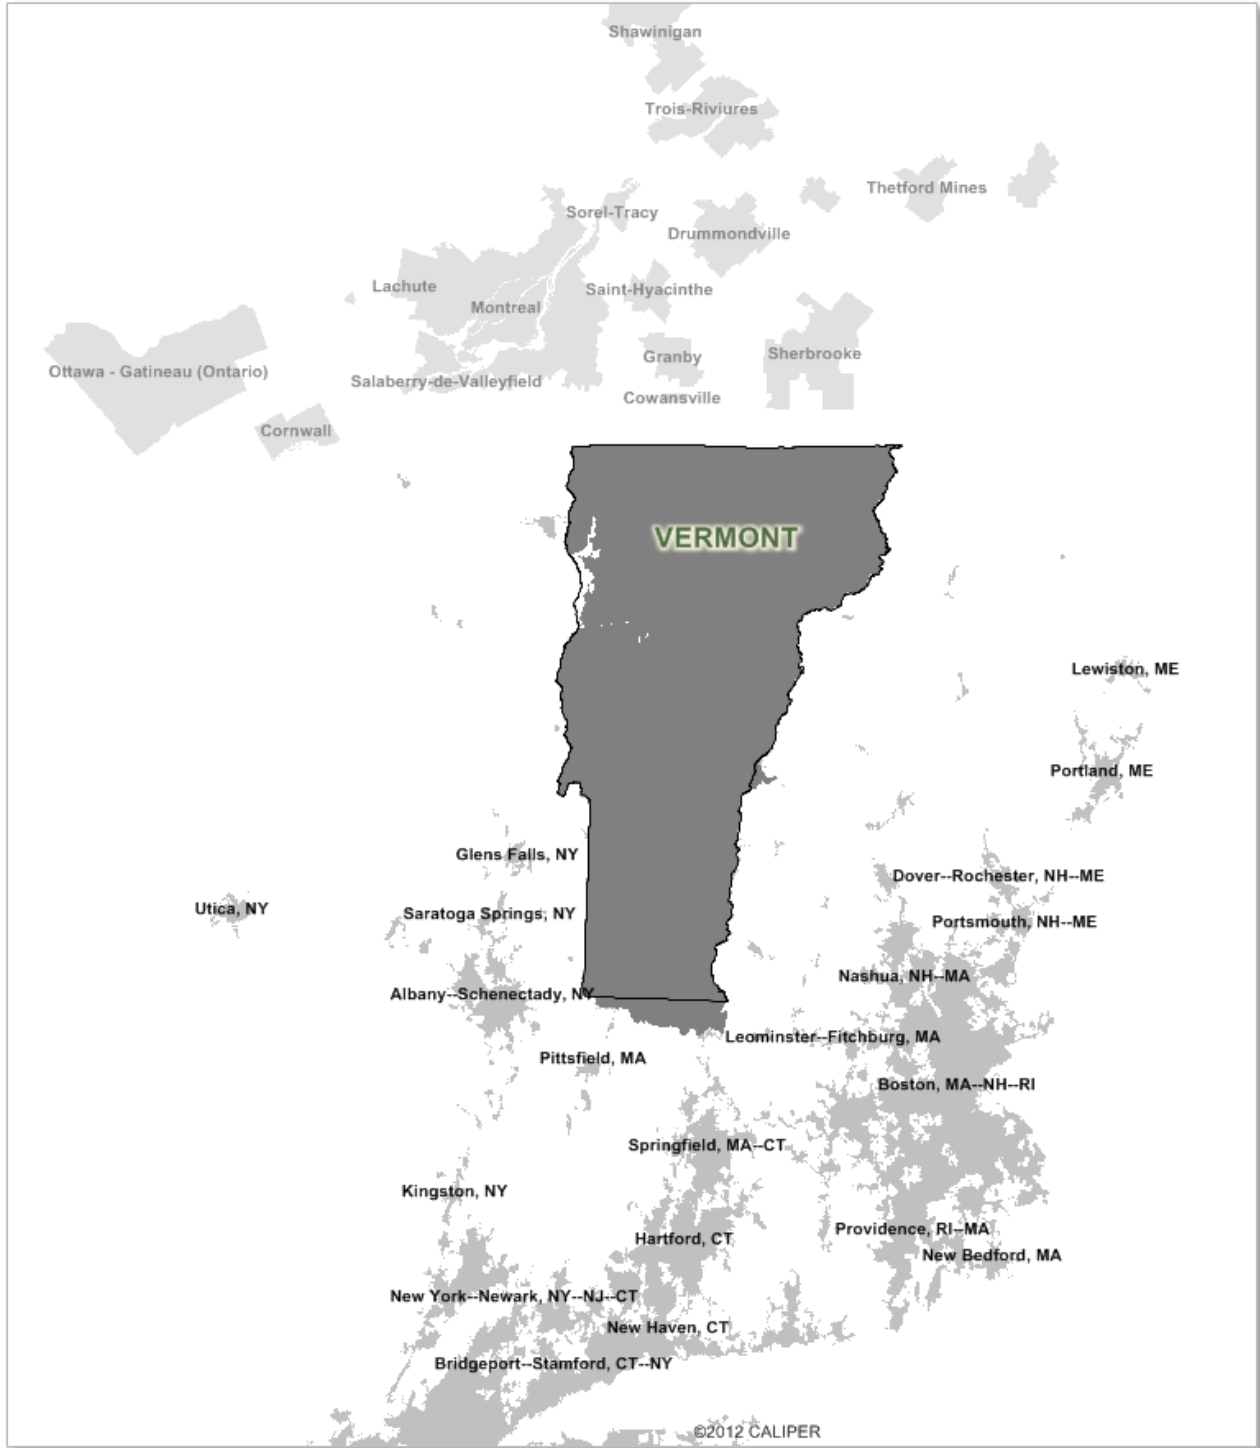 Shawinigan
Trois-Riviures
Thetford Mines
Sorel-Tracy
Drummondville
Lachute
Saint-Hyacinthe
Montreal
Granby
Sherbrooke
Ottawa - Gatineau (Ontario)
Salaberry-de-Valleyfield
Cowansville
Cornwall
VERMONT
Lewiston, ME
Portland, ME
Glens Falls, NY
Dover--Rochester, NH--ME
Utica, NY
Saratoga Springs, NY
Portsmouth, NH--ME
Nashua, NH--MA
Albany--Schenectady, NY
Leominster--Fitchburg, MA
Pittsfield, MA
Boston, MA--NH--RI
Springfield, MA--CT
Kingston, NY
Providence, RI--MA
Hartford, CT
New Bedford, MA
New York--Newark, NY--NJ--CT
New Haven, CT
Bridgeport--Stamford, CT--NY
©2012 CALIPER